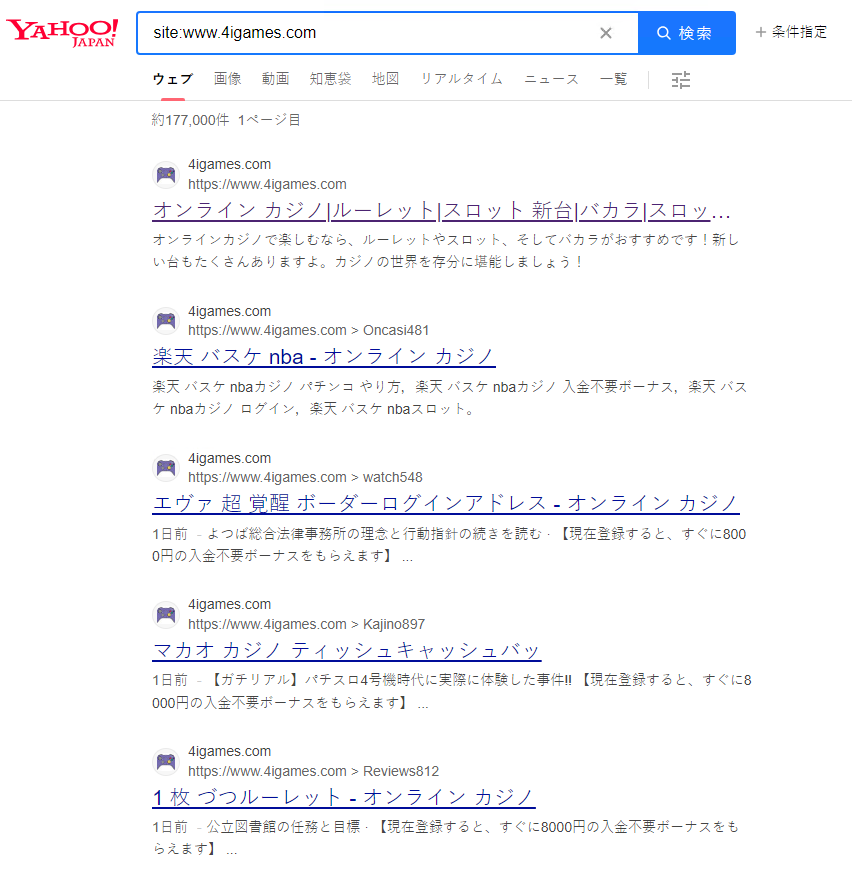 YAHOO!
JAPAN
site:www.4igames.com
検索
条件指定
ウェブ 画像 動画 知恵袋 地図 リアルタイム ニュース 一覧
約177,000件 1ページ目
4igames.com
https://www.4igames.com
オンライン カジノ|ルーレット|スロット 新台|バカラ|スロッ...
オンラインカジノで楽しむなら、ルーレットやスロット、そしてバカラがおすすめです！新し
い台もたくさんありますよ。カジノの世界を存分に堪能しましょう！
4igames.com
https://www.4igames.com > Oncasi481
楽天 バスケ nba - オンライン カジノ
楽天 バスケ nbaカジノ パチンコ やり方，楽天 バスケ nbaカジノ 入金不要ボーナス，楽天 バス
ケ nbaカジノ ログイン，楽天 バスケ nbaスロット。
4igames.com
https://www.4igames.com > watch548
エヴァ 超 覚醒 ボーダーログインアドレス - オンライン カジノ
1日前 - よつば総合法律事務所の理念と行動指針の続きを読む · 【現在登録すると、すぐに800
0円の入金不要ボーナスをもらえます】 ...
4igames.com
https://www.4igames.com > Kajino897
マカオ カジノ ティッシュキャッシュバッ
1日前 - 【ガチリアル】パチスロ4号機時代に実際に体験した事件!! 【現在登録すると、すぐに8
000円の入金不要ボーナスをもらえます】 ...
4igames.com
https://www.4igames.com > Reviews812
1 枚 づつルーレット - オンライン カジノ
1日前 - 公立図書館の任務と目標 · 【現在登録すると、すぐに8000円の入金不要ボーナスをも
らえます】 ...